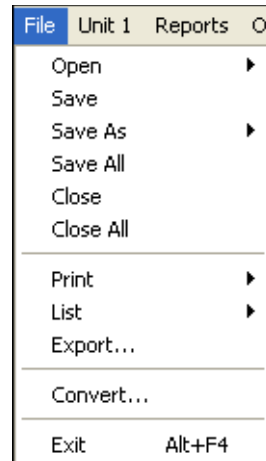 File Unit 1 Reports O
Open
Save
Save As
Save All
Close
Close All
Print
List
Export...
Convert...
Exit Alt+F4